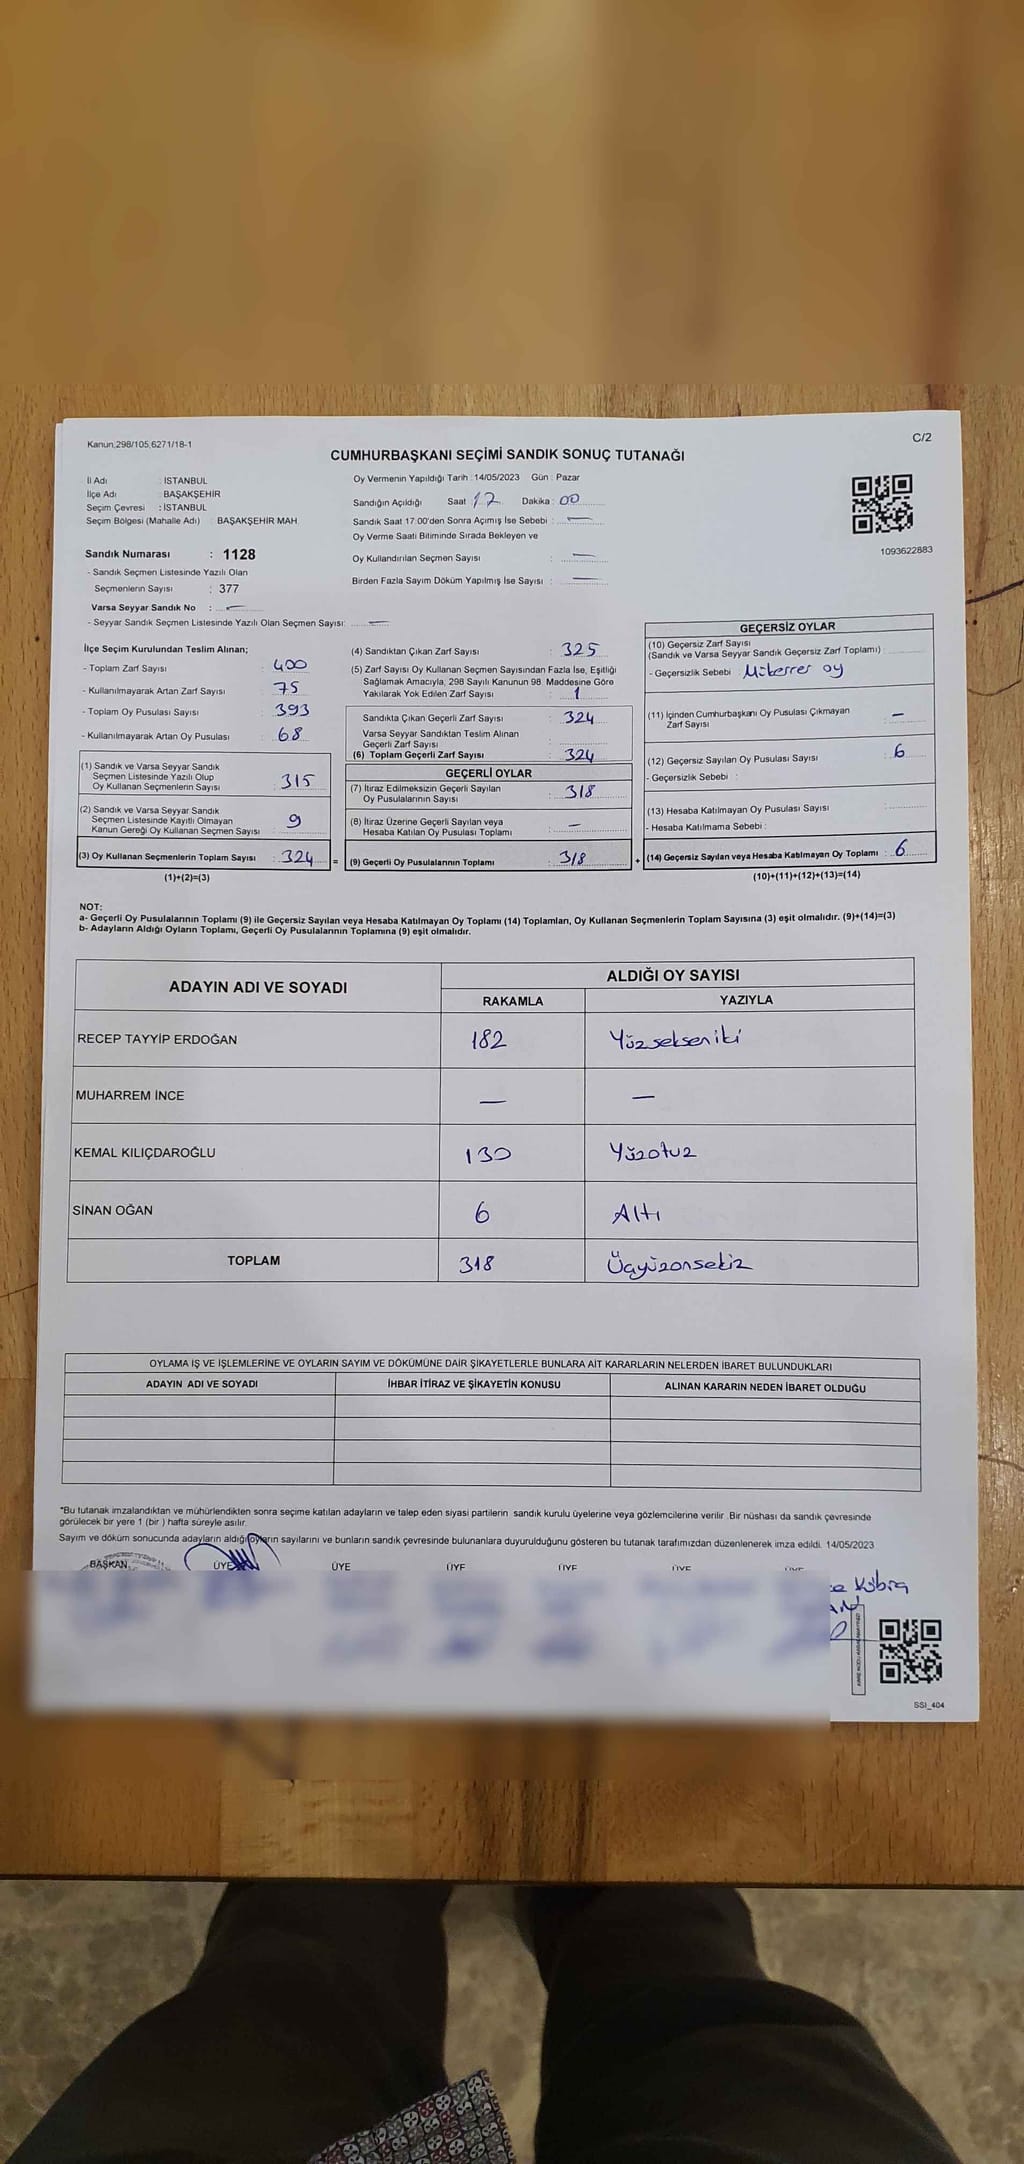 Kanun,298/105,6271/18-1
C/2
CUMHURBAŞKANI SEÇİMİ SANDIK SONUÇ TUTANAĞI
İl Adı : İSTANBUL
İlçe Adı : BAŞAKŞEHİR
Seçim Çevresi : İSTANBUL
Seçim Bölgesi (Mahalle Adı) : BAŞAKŞEHİR MAH
Sandık Numarası : 1128
- Sandık Seçmen Listesinde Yazılı Olan
Seçmenlerin Sayısı : 377
Varsa Seyyar Sandık No : —
- Seyyar Sandık Seçmen Listesinde Yazılı Olan Seçmen Sayısı: —
Oy Vermenin Yapıldığı Tarih : 14/05/2023 Gün : Pazar
Sandığın Açıldığı Saat 17 Dakika : 00
Sandık Saat 17:00'den Sonra Açılmış İse Sebebi : —
Oy Verme Saati Bitiminde Sırada Bekleyen ve
Oy Kullandırılan Seçmen Sayısı : —
Birden Fazla Sayım Döküm Yapılmış İse Sayısı : —
1093622883
İlçe Seçim Kurulundan Teslim Alınan;
- Toplam Zarf Sayısı : 400
- Kullanılmayarak Artan Zarf Sayısı : 75
- Toplam Oy Pusulası Sayısı : 393
- Kullanılmayarak Artan Oy Pusulası : 68
(1) Sandık ve Varsa Seyyar Sandık
Seçmen Listesinde Yazılı Olup
Oy Kullanan Seçmenlerin Sayısı : 315
(2) Sandık ve Varsa Seyyar Sandık
Seçmen Listesinde Kayıtlı Olmayan
Kanun Gereği Oy Kullanan Seçmen Sayısı : 9
(3) Oy Kullanan Seçmenlerin Toplam Sayısı : 324
(1)+(2)=(3)
(4) Sandıktan Çıkan Zarf Sayısı : 325
(5) Zarf Sayısı Oy Kullanan Seçmen Sayısından Fazla İse, Eşitliği
Sağlamak Amacıyla, 298 Sayılı Kanunun 98. Maddesine Göre
Yakılarak Yok Edilen Zarf Sayısı : 1
Sandıkta Çıkan Geçerli Zarf Sayısı : 324
Varsa Seyyar Sandıktan Teslim Alınan
Geçerli Zarf Sayısı :
(6) Toplam Geçerli Zarf Sayısı : 324
GEÇERLİ OYLAR
(7) İtiraz Edilmeksizin Geçerli Sayılan
Oy Pusulalarının Sayısı : 318
(8) İtiraz Üzerine Geçerli Sayılan veya
Hesaba Katılan Oy Pusulası Toplamı : —
= (9) Geçerli Oy Pusulalarının Toplamı : 318
GEÇERSİZ OYLAR
(10) Geçersiz Zarf Sayısı
(Sandık ve Varsa Seyyar Sandık Geçersiz Zarf Toplamı) :
- Geçersizlik Sebebi : Mükerrer oy
(11) İçinden Cumhurbaşkanı Oy Pusulası Çıkmayan
Zarf Sayısı : —
(12) Geçersiz Sayılan Oy Pusulası Sayısı : 6
- Geçersizlik Sebebi :
(13) Hesaba Katılmayan Oy Pusulası Sayısı :
- Hesaba Katılmama Sebebi :
+ (14) Geçersiz Sayılan veya Hesaba Katılmayan Oy Toplamı : 6
(10)+(11)+(12)+(13)=(14)
NOT:
a- Geçerli Oy Pusulalarının Toplamı (9) ile Geçersiz Sayılan veya Hesaba Katılmayan Oy Toplamı (14) Toplamları, Oy Kullanan Seçmenlerin Toplam Sayısına (3) eşit olmalıdır. (9)+(14)=(3)
b- Adayların Aldığı Oyların Toplamı, Geçerli Oy Pusulalarının Toplamına (9) eşit olmalıdır.
ADAYIN ADI VE SOYADI
ALDIĞI OY SAYISI
RAKAMLA YAZIYLA
RECEP TAYYİP ERDOĞAN 182 Yüzsekseniki
MUHARREM İNCE — —
KEMAL KILIÇDAROĞLU 130 Yüzotuz
SİNAN OĞAN 6 Altı
TOPLAM 318 Üçyüzonsekiz
OYLAMA İŞ VE İŞLEMLERİNE VE OYLARIN SAYIM VE DÖKÜMÜNE DAİR ŞİKAYETLERLE BUNLARA AİT KARARLARIN NELERDEN İBARET BULUNDUKLARI
ADAYIN ADI VE SOYADI İHBAR İTİRAZ VE ŞİKAYETİN KONUSU ALINAN KARARIN NEDEN İBARET OLDUĞU
*Bu tutanak imzalandıktan ve mühürlendikten sonra seçime katılan adayların ve talep eden siyasi partilerin sandık kurulu üyelerine veya gözlemcilerine verilir. Bir nüshası da sandık çevresinde
görülecek bir yere 1 (bir ) hafta süreyle asılır.
Sayım ve döküm sonucunda adayların aldığı oyların sayılarını ve bunların sandık çevresinde bulunanlara duyurulduğunu gösteren bu tutanak tarafımızdan düzenlenerek imza edildi. 14/05/2023
BAŞKAN ÜYE ÜYE ÜYE ÜYE ÜYE ÜYE
Kübra
SSI_404